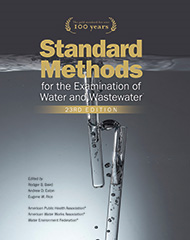 100 years
Standard
Methods
for the Examination of
Water and Wastewater
23RD EDITION
Edited by
Rodger B. Baird
Andrew D. Eaton
Eugene W. Rice
American Public Health Association
American Water Works Association
Water Environment Federation